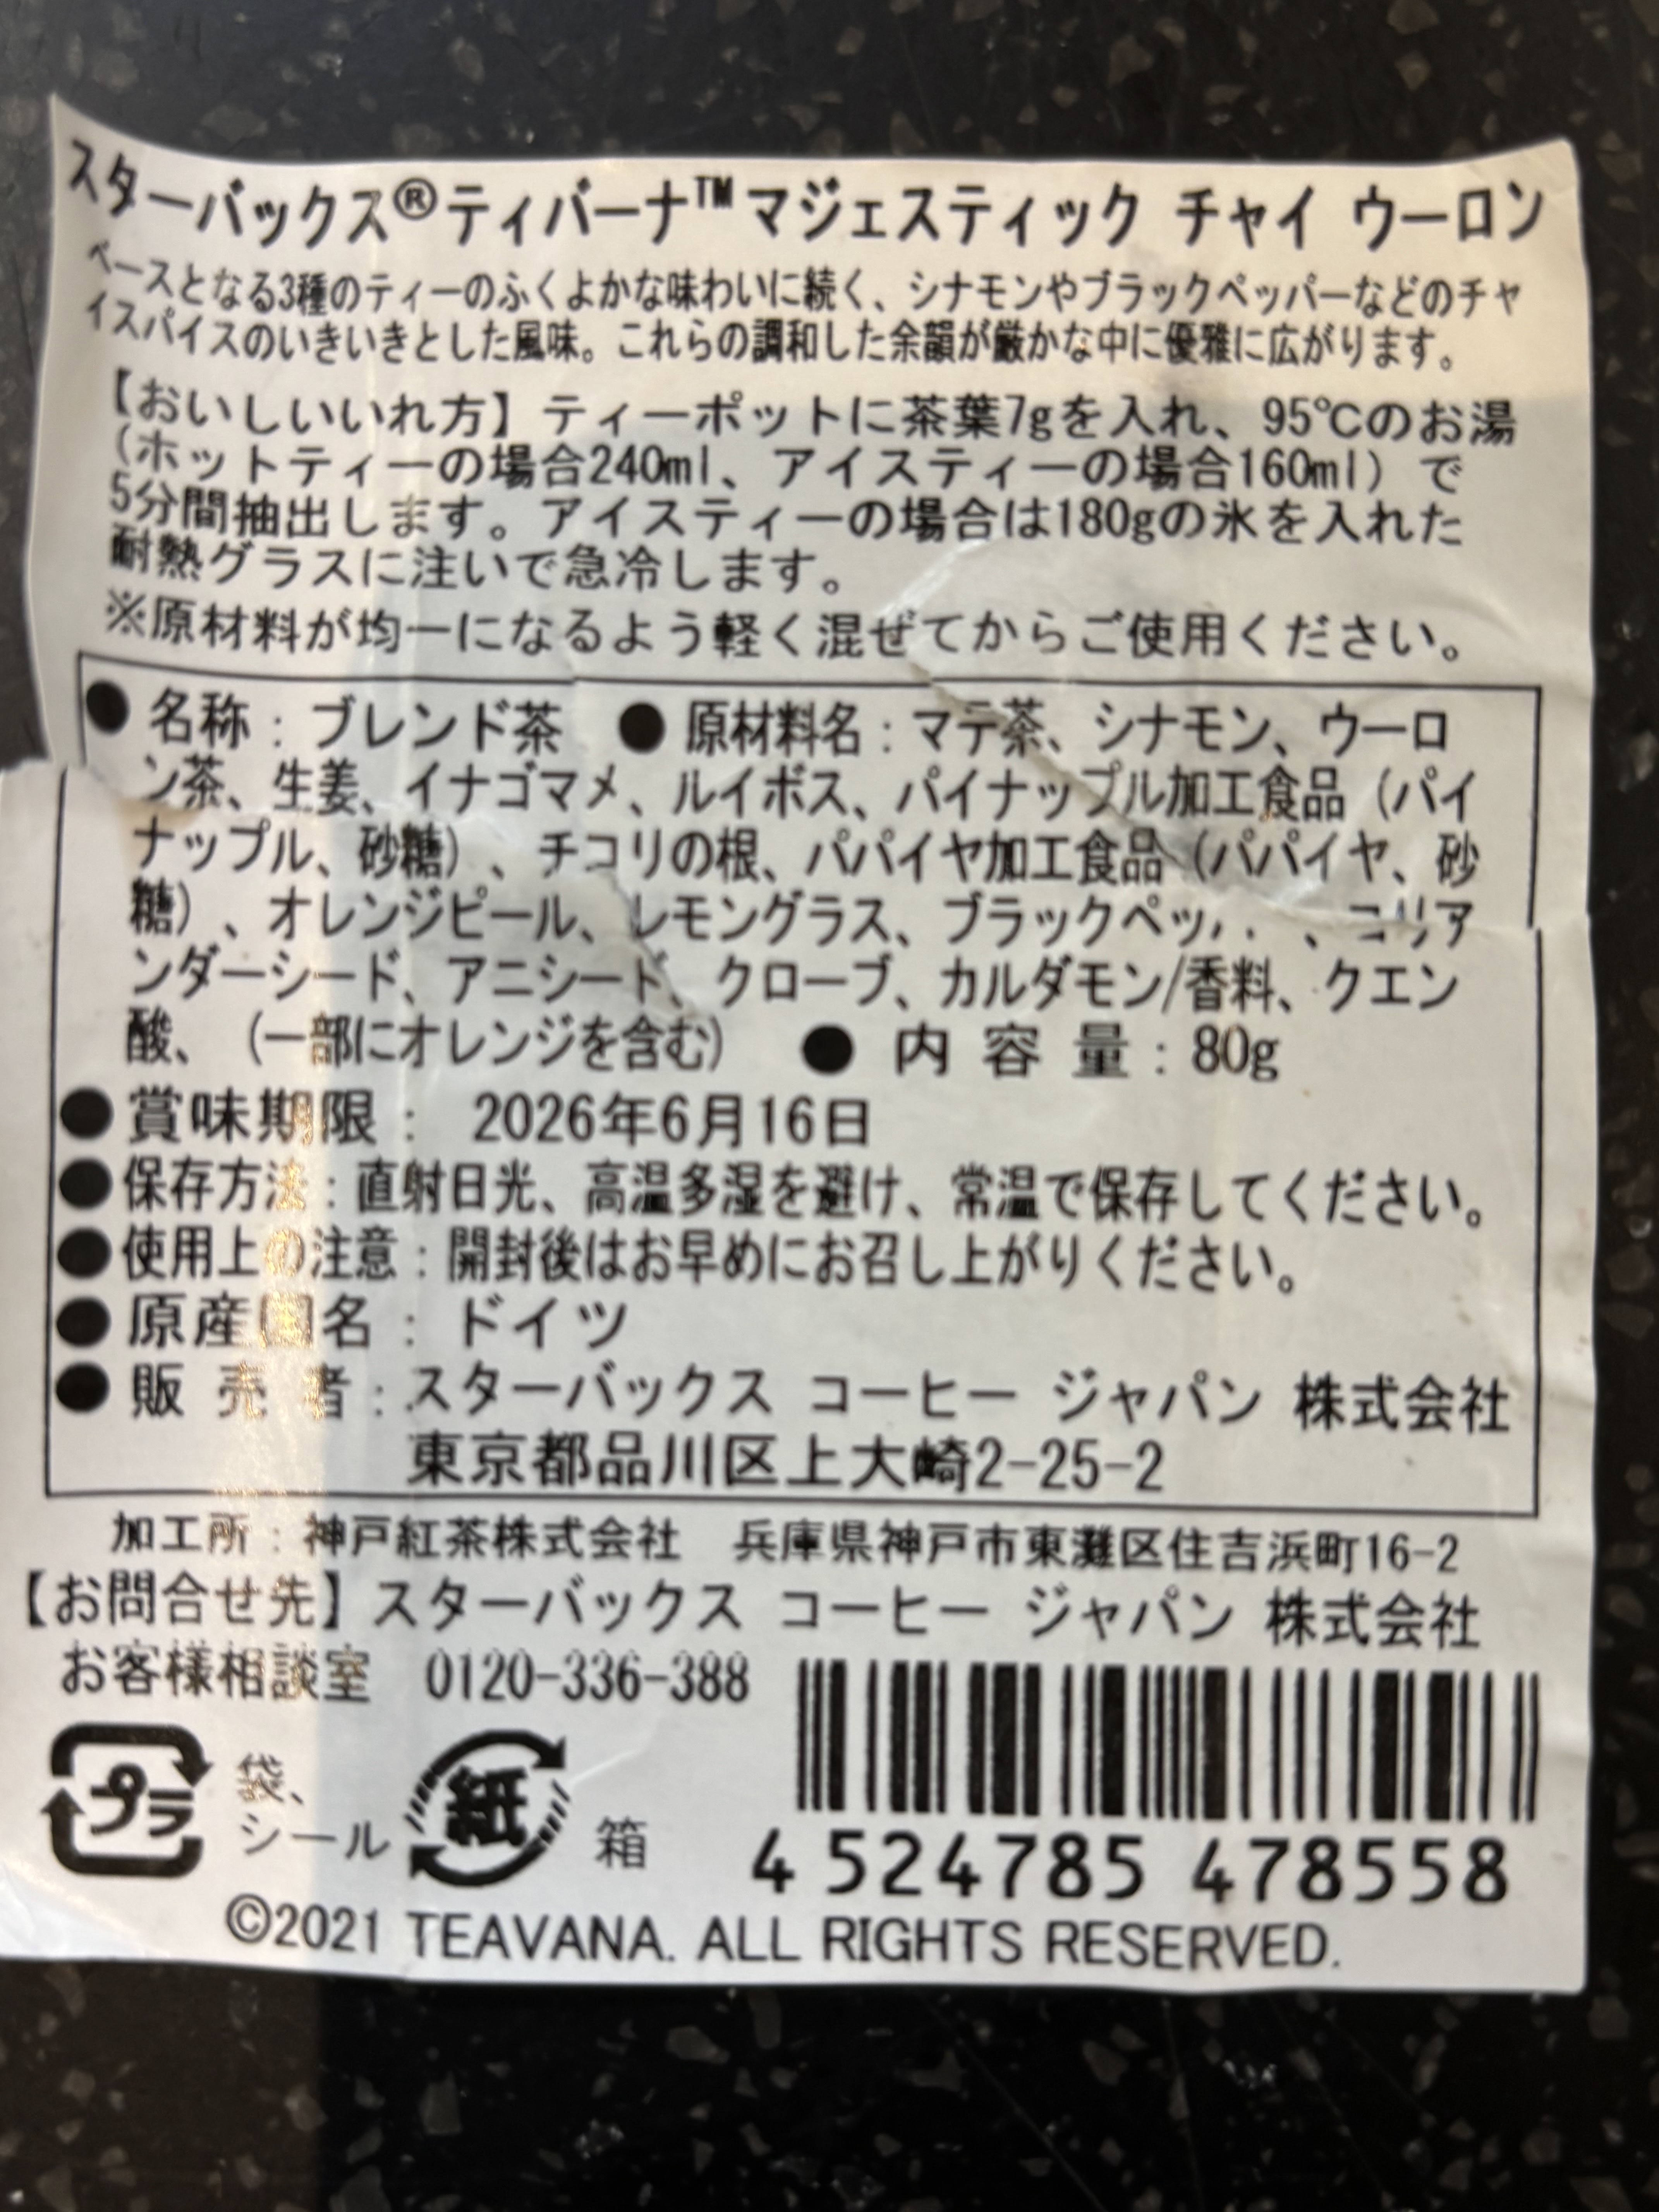 スターバックス®ティバーナ™マジェスティック チャイ ウーロン
ベースとなる3種のティーのふくよかな味わいに続く、シナモンやブラックペッパーなどのチャ
イスパイスのいきいきとした風味。これらの調和した余韻が厳かな中に優雅に広がります。
【おいしいいれ方】ティーポットに茶葉7gを入れ、95℃のお湯
(ホットティーの場合240ml、アイスティーの場合160ml)で
5分間抽出します。アイスティーの場合は180gの氷を入れた
耐熱グラスに注いで急冷します。
※原材料が均一になるよう軽く混ぜてからご使用ください。
●名称:ブレンド茶 ●原材料名:マテ茶、シナモン、ウーロ
ン茶、生姜、イナゴマメ、ルイボス、パイナップル加工食品(パイ
ナップル、砂糖)、チコリの根、パパイヤ加工食品(パパイヤ、砂
糖)、オレンジピール、レモングラス、ブラックペッ、コリア
ンダーシード、アニシード、クローブ、カルダモン/香料、クエン
酸、(一部にオレンジを含む) ●内容量:80g
●賞味期限: 2026年6月16日
●保存方法:直射日光、高温多湿を避け、常温で保存してください。
●使用上の注意:開封後はお早めにお召し上がりください。
●原産国名:ドイツ
●販売者:スターバックス コーヒー ジャパン 株式会社
東京都品川区上大崎2-25-2
加工所:神戸紅茶株式会社 兵庫県神戸市東灘区住吉浜町16-2
【お問合せ先】スターバックス コーヒー ジャパン 株式会社
お客様相談室 0120-336-388
プラ 袋、シール 紙 箱
4 524785 478558
©2021 TEAVANA. ALL RIGHTS RESERVED.